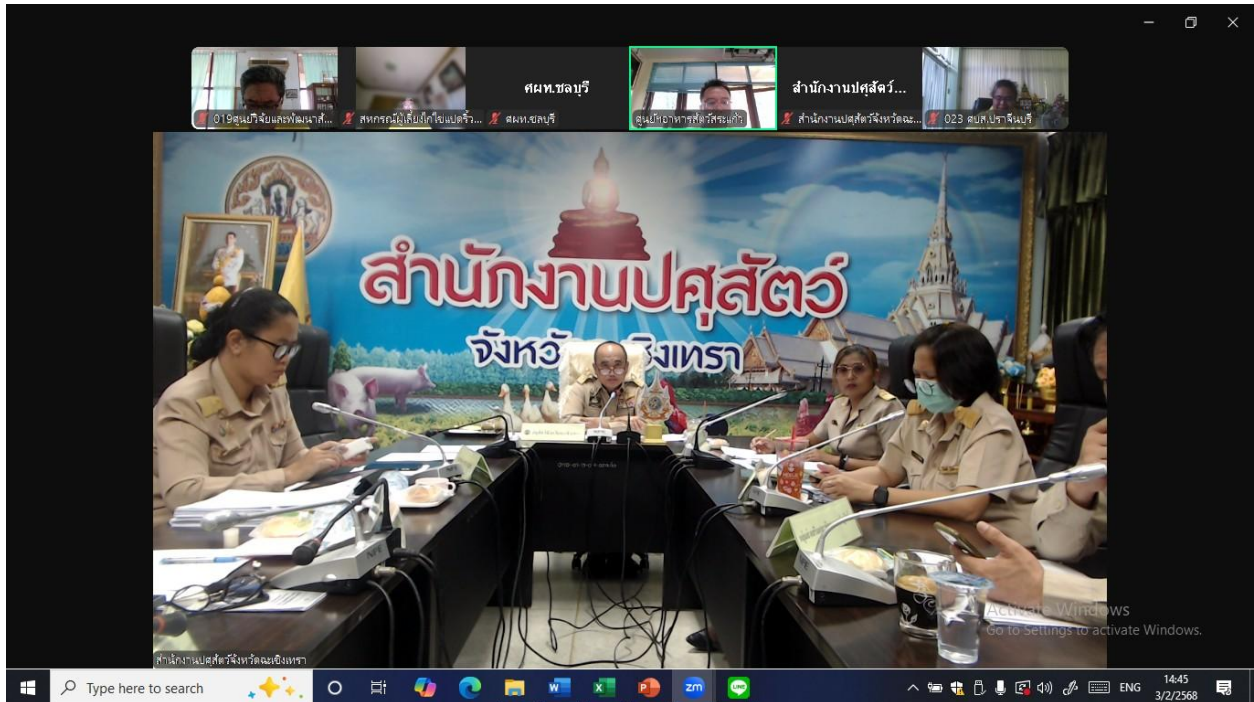 ศผท.ชลบุรี
สำนักงานปศุสัตว์...
019ศูนย์วิจัยและพัฒนาส...
สหกรณ์ผู้เลี้ยงไก่ไข่แปดริ้ว...
ศผท.ชลบุรี
ศูนย์ฯอาหารสัตว์สระแก้ว
สำนักงานปศุสัตว์จังหวัดฉะ...
023 ศปส.ปราจีนบุรี
สำนักงานปศุสัตว์
จังหวั ิงเทรา
สำนักงานปศุสัตว์จังหวัดฉะเชิงเทรา
Activate Windows
Go to Settings to activate Windows.
Type here to search
zm
LINE
ENG
14:45
3/2/2568